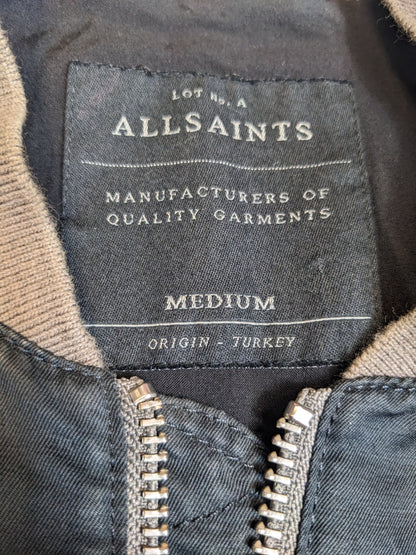 LOT No. A
ALLSAINTS
MANUFACTURERS OF
QUALITY GARMENTS
MEDIUM
ORIGIN - TURKEY